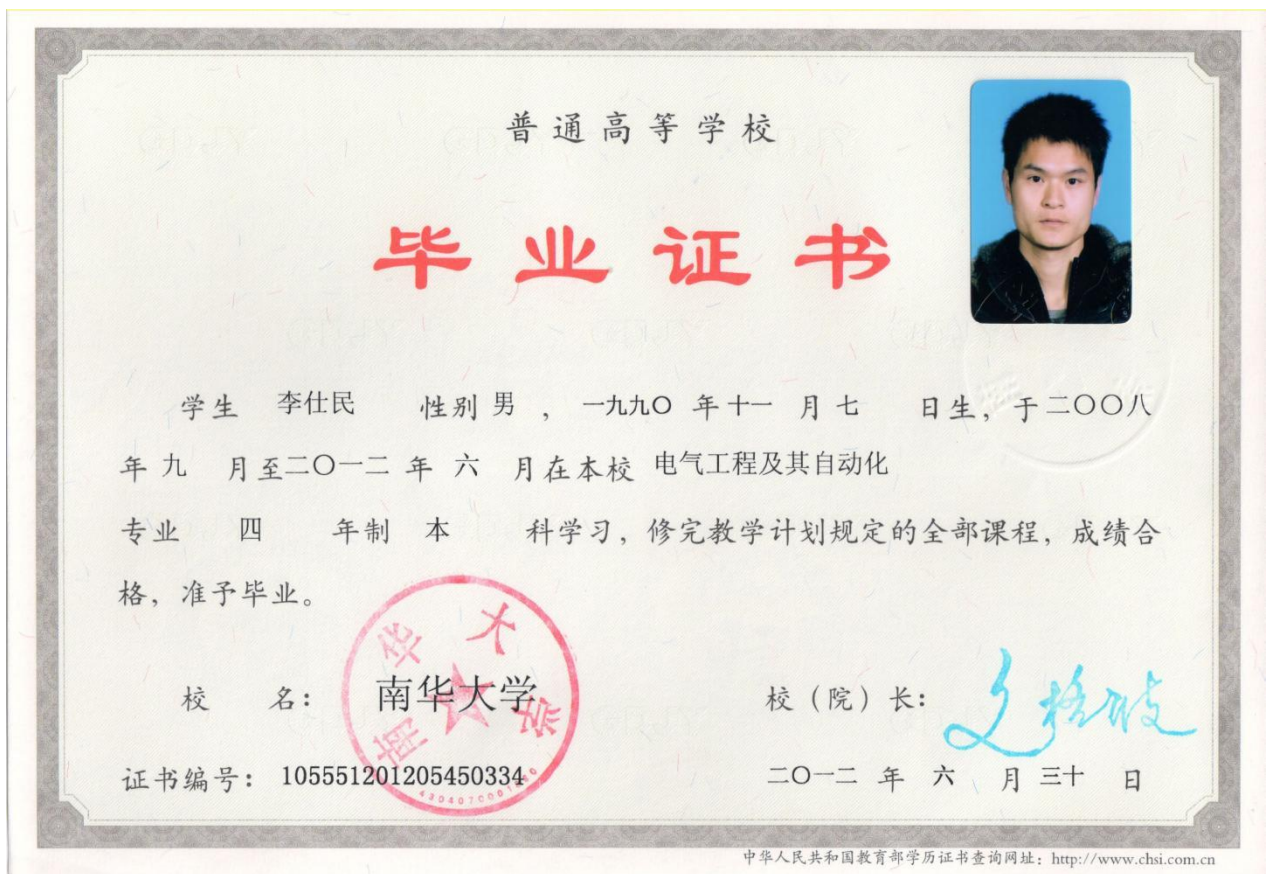 普通高等学校
毕业证书
学生 李仕民 性别 男 ，一九九〇 年 十一 月 七 日生，于 二〇〇八
年 九 月至 二〇一二 年 六 月在本校 电气工程及其自动化
专业 四 年制 本 科学习，修完教学计划规定的全部课程，成绩合
格，准予毕业。
南华大学
校 名： 南华大学 校（院）长：
证书编号： 105551201205450334 二〇一二 年 六 月 三十 日
中华人民共和国教育部学历证书查询网址：http://www.chsi.com.cn